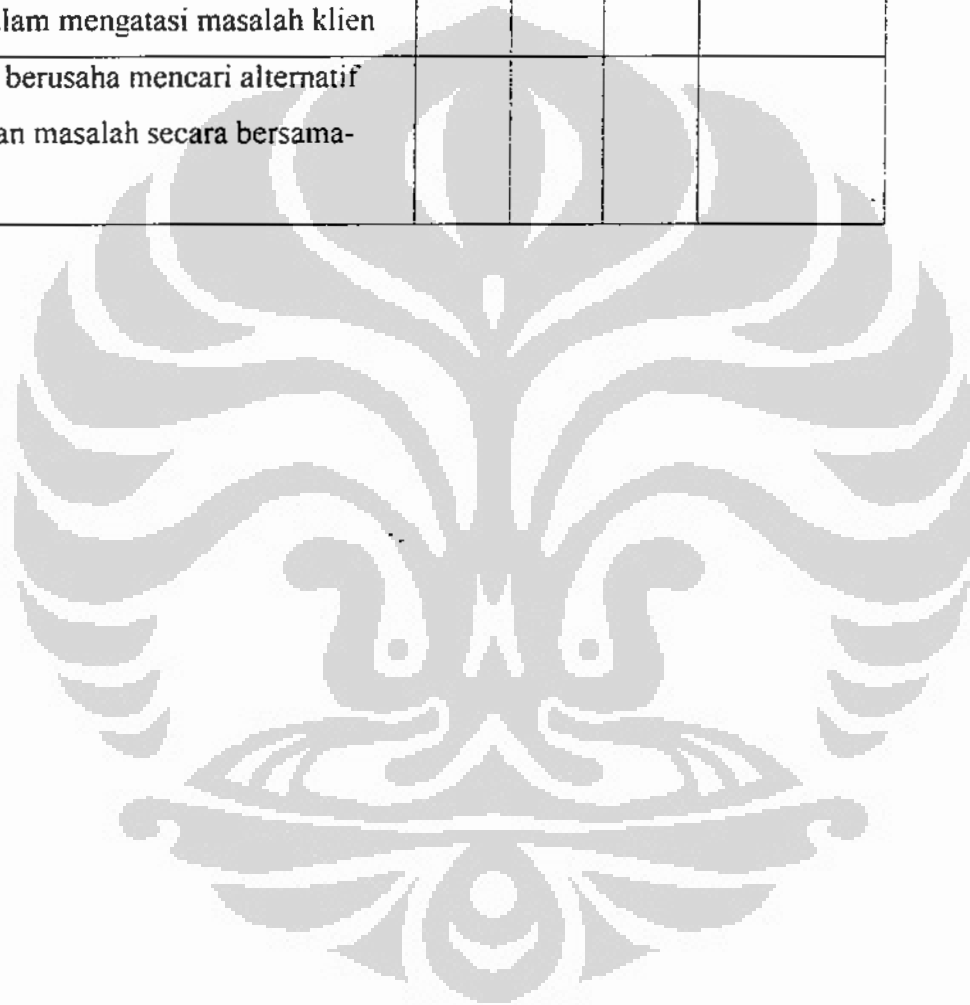 lam mengatasi masalah klien
berusaha mencari alternatif
an masalah secara bersama-